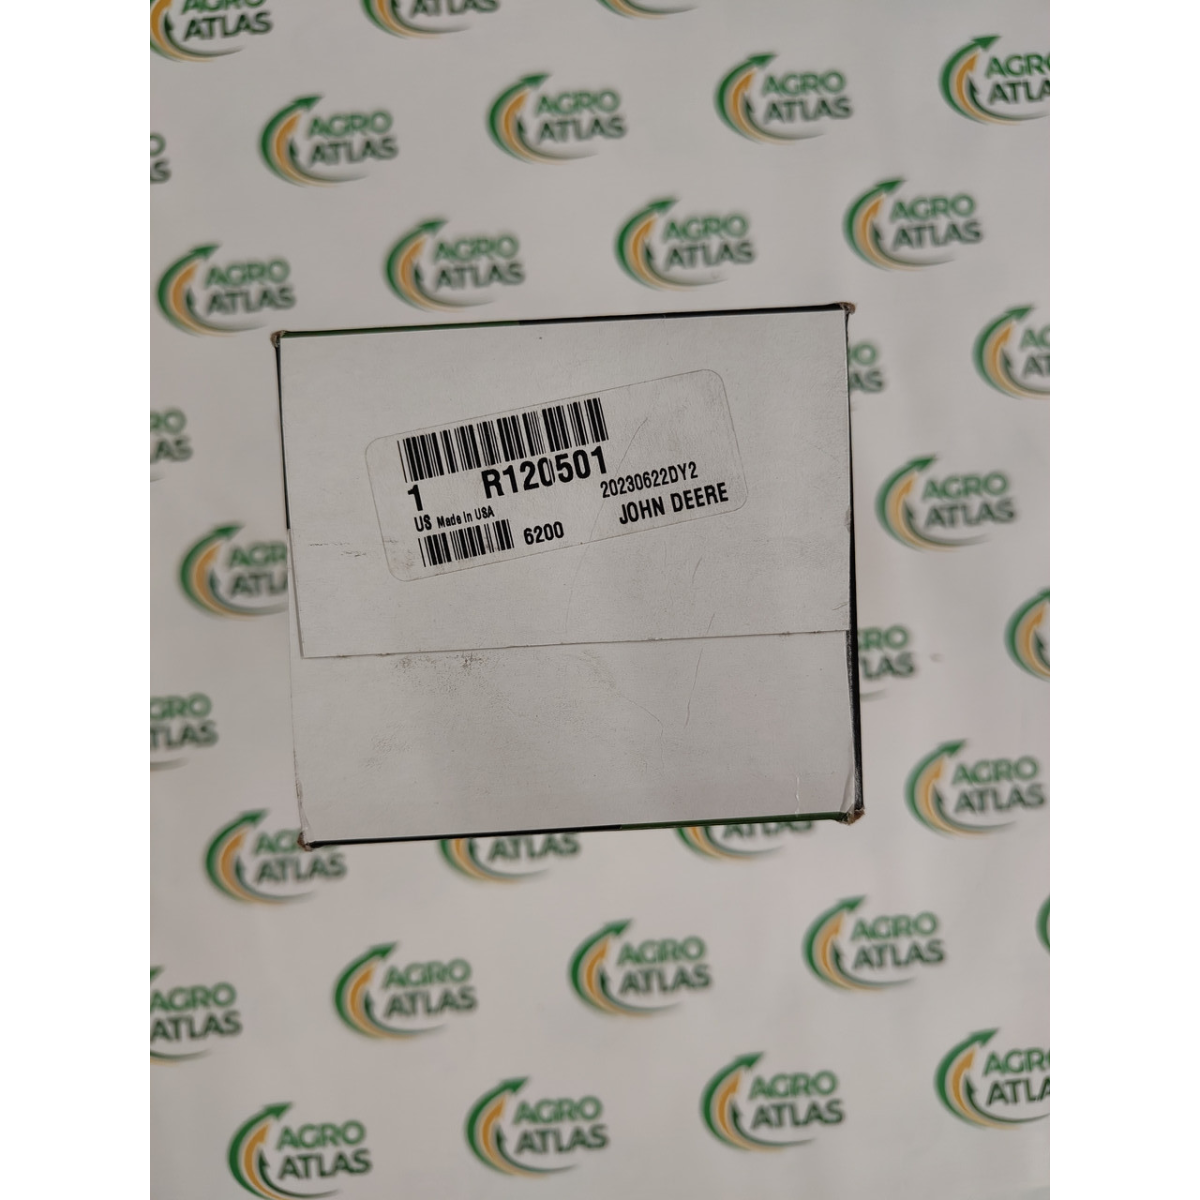 1 R120501
US Made in USA 20230622DY2
6200 JOHN DEERE
AGRO
ATLAS